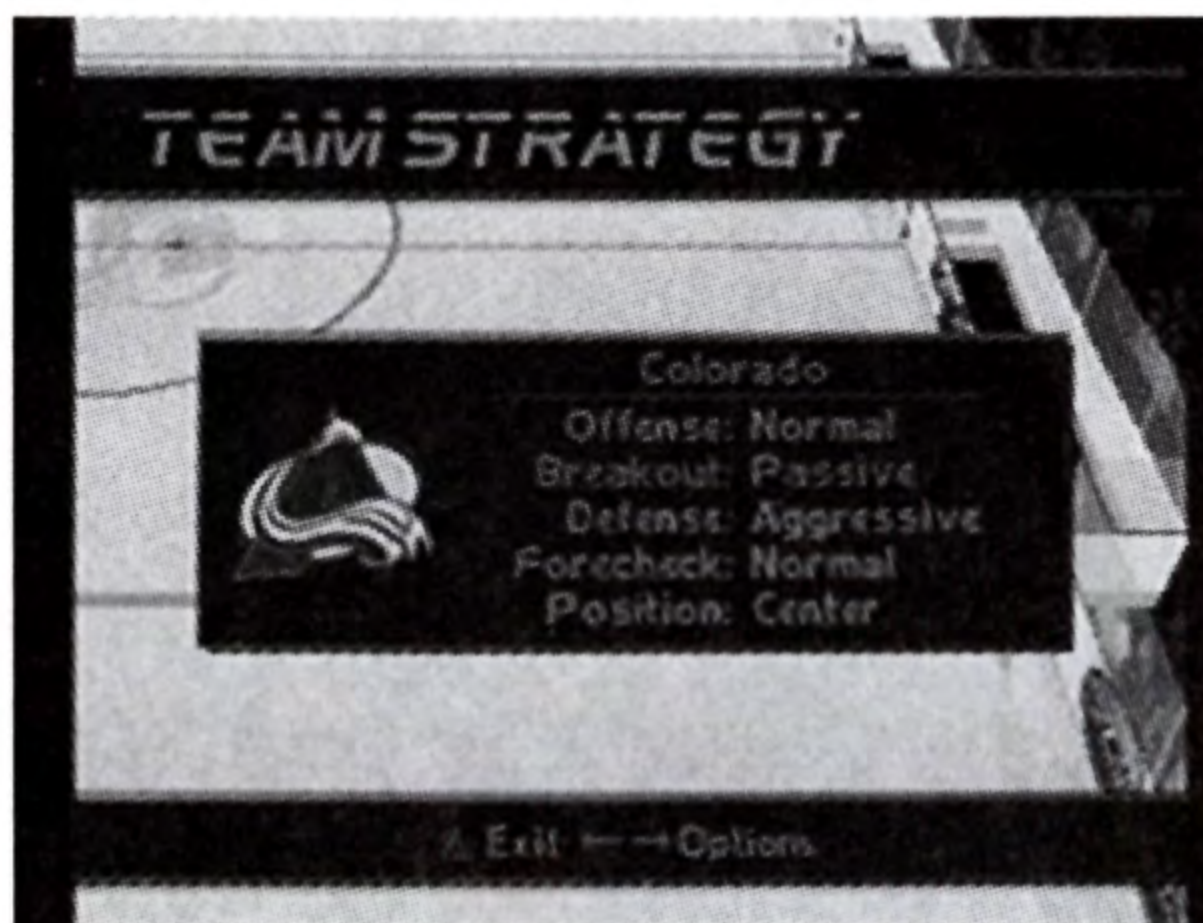 TEAM STRATEGY
Colorado
Offense: Normal
Breakout: Passive
Defense: Aggressive
Forecheck: Normal
Position: Center
△ Exit ←→ Options